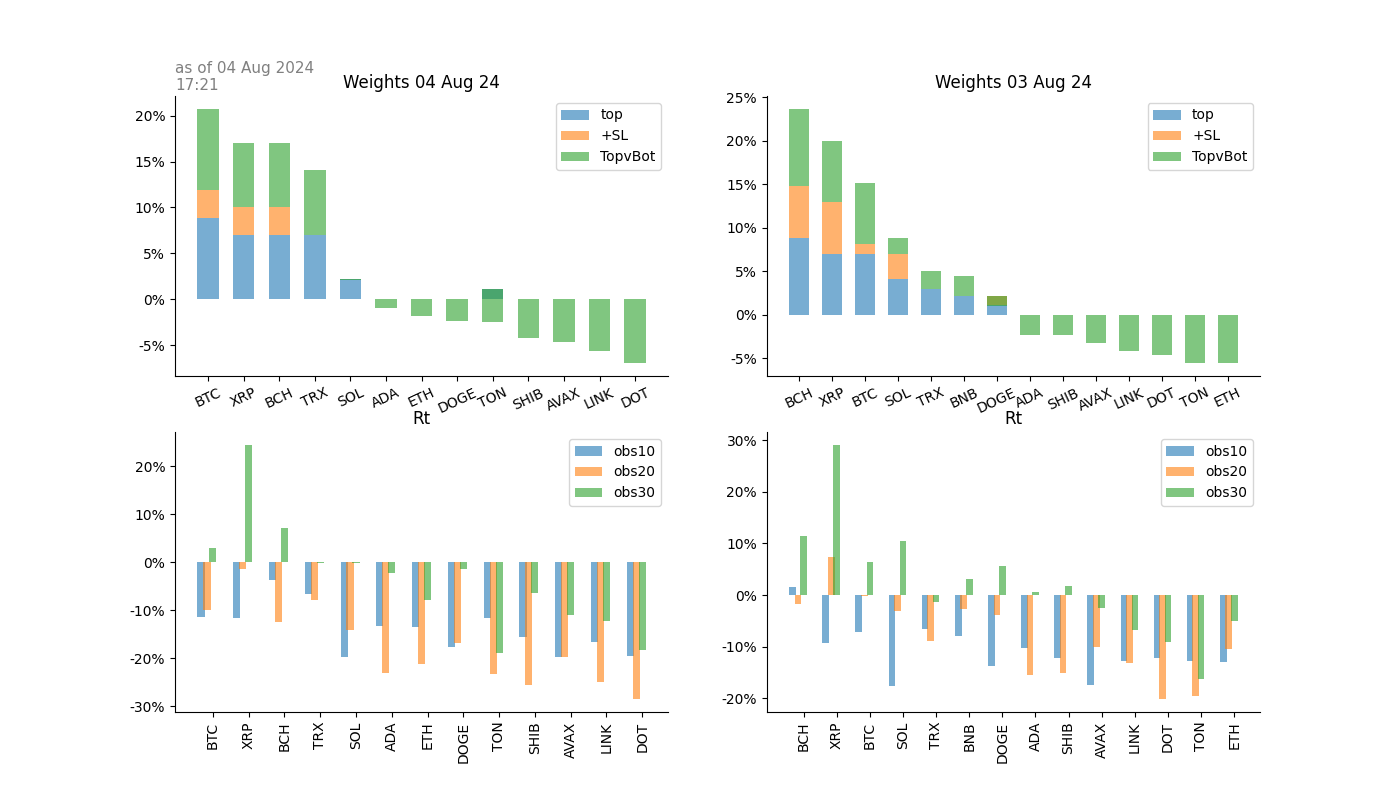 as of 04 Aug 2024
17:21
Weights 04 Aug 24
20%
15%
10%
5%
0%
-5%
top
+SL
TopvBot
BTC XRP BCH TRX SOL ADA ETH DOGE TON SHIB AVAX LINK DOT
Weights 03 Aug 24
25%
20%
15%
10%
5%
0%
-5%
top
+SL
TopvBot
BCH XRP BTC SOL TRX BNB DOGE ADA SHIB AVAX LINK DOT TON ETH
Rt
20%
10%
0%
-10%
-20%
-30%
obs10
obs20
obs30
BTC XRP BCH TRX SOL ADA ETH DOGE TON SHIB AVAX LINK DOT
Rt
30%
20%
10%
0%
-10%
-20%
obs10
obs20
obs30
BCH XRP BTC SOL TRX BNB DOGE ADA SHIB AVAX LINK DOT TON ETH